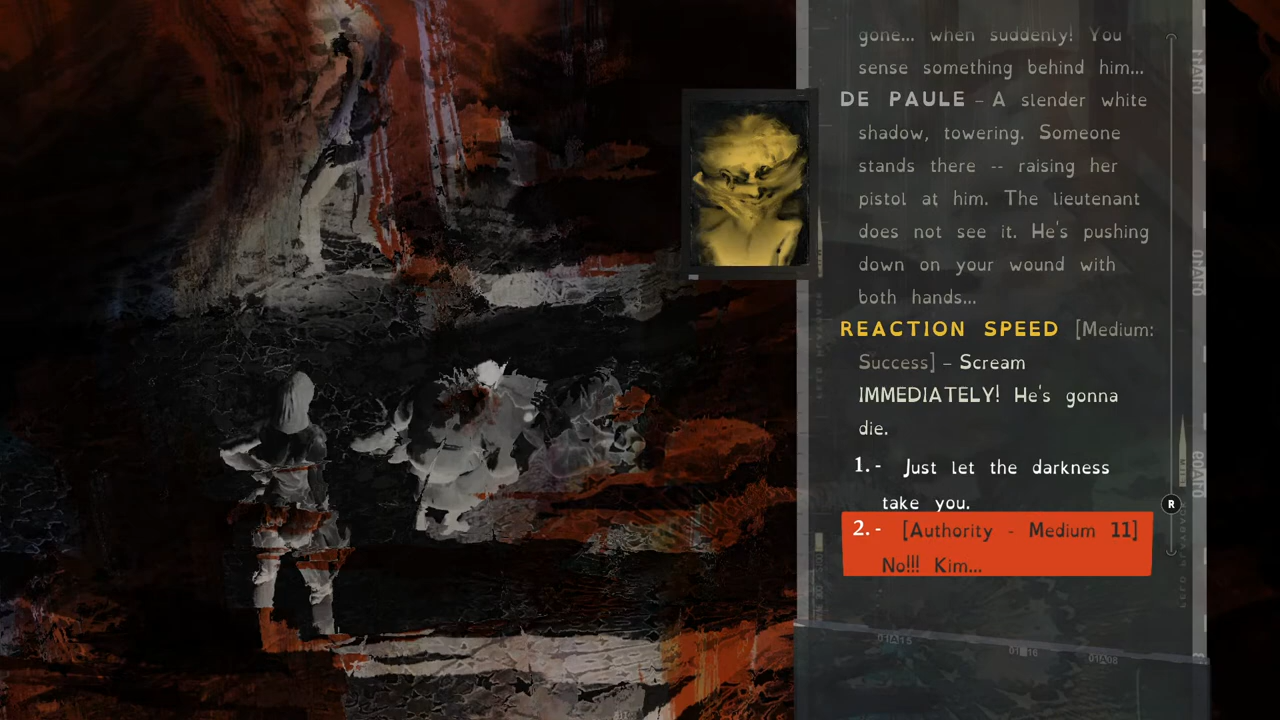 gone... when suddenly! You
sense something behind him...
DE PAULE – A slender white
shadow, towering. Someone
stands there -- raising her
pistol at him. The lieutenant
does not see it. He's pushing
down on your wound with
both hands...
REACTION SPEED [Medium:
Success] – Scream
IMMEDIATELY! He's gonna
die.
1. - Just let the darkness
take you.
R
2. - [Authority - Medium 11]
No!!! Kim...